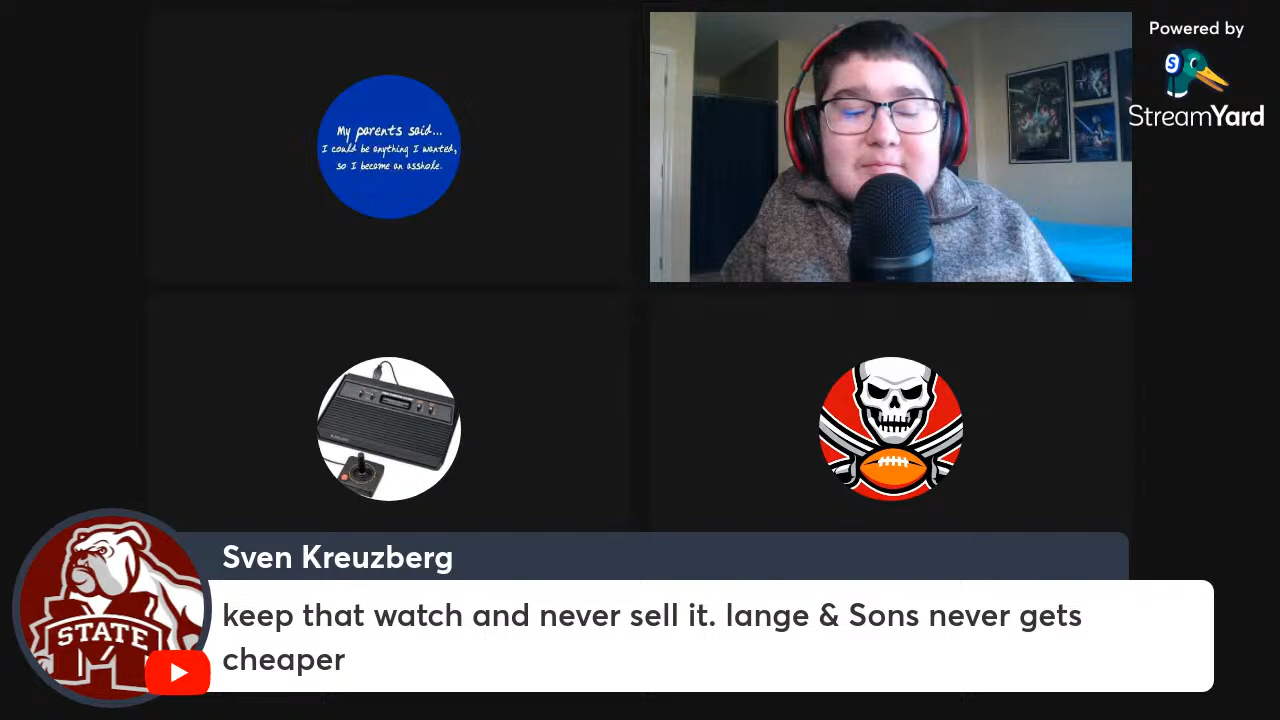 Powered by
S
StreamYard
My parents said...
I could be anything I wanted,
so I became an asshole.
Sven Kreuzberg
keep that watch and never sell it. lange & Sons never gets
cheaper
STATE
M